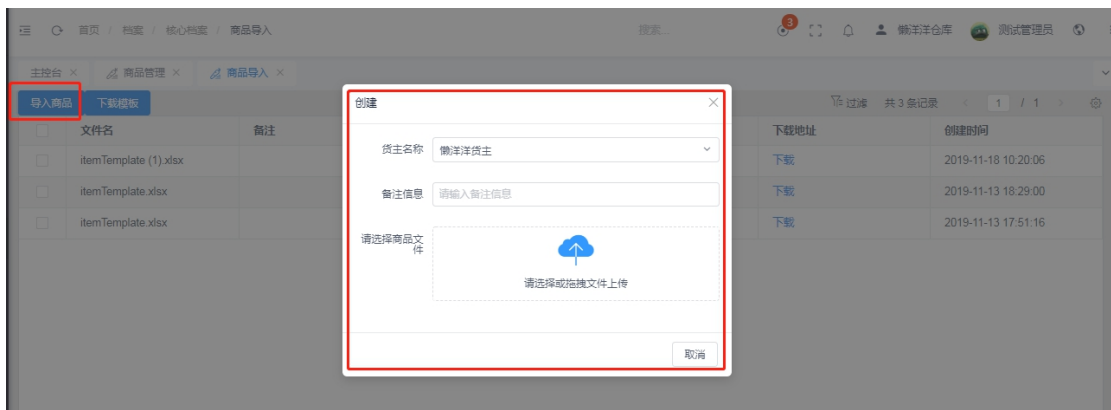 首页 / 档案 / 核心档案 / 商品导入
搜索...
3
懒洋洋仓库
测试管理员
主控台 ×
商品管理 ×
商品导入 ×
导入商品
下载模板
过滤
共 3 条记录
1 / 1
文件名
备注
下载地址
创建时间
itemTemplate (1).xlsx
下载
2019-11-18 10:20:06
itemTemplate.xlsx
下载
2019-11-13 18:29:00
itemTemplate.xlsx
下载
2019-11-13 17:51:16
创建
货主名称
懒洋洋货主
备注信息
请输入备注信息
请选择商品文
件
请选择或拖拽文件上传
取消